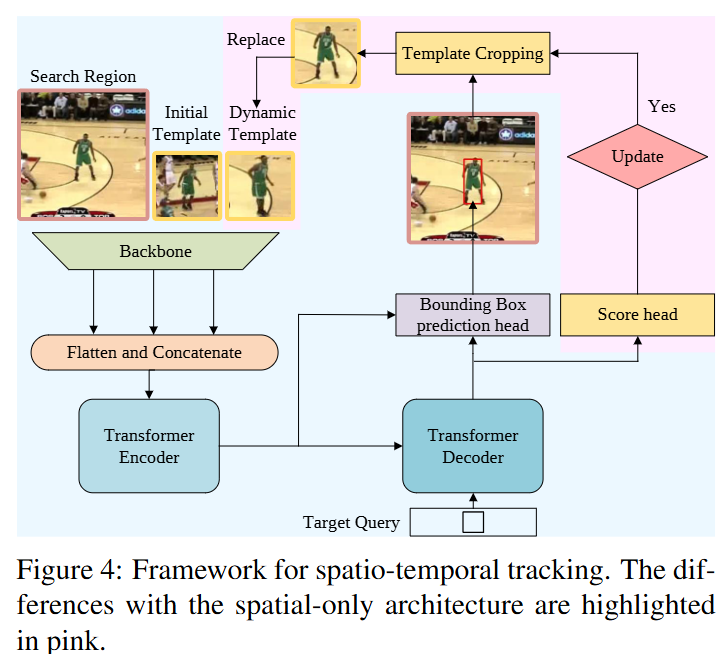 Replace
Template Cropping
Search Region
Initial
Template
Dynamic
Template
Yes
adidas
Update
Backbone
Bounding Box
prediction head
Score head
Flatten and Concatenate
Transformer
Encoder
Transformer
Decoder
Target Query
Figure 4: Framework for spatio-temporal tracking. The dif-
ferences with the spatial-only architecture are highlighted
in pink.